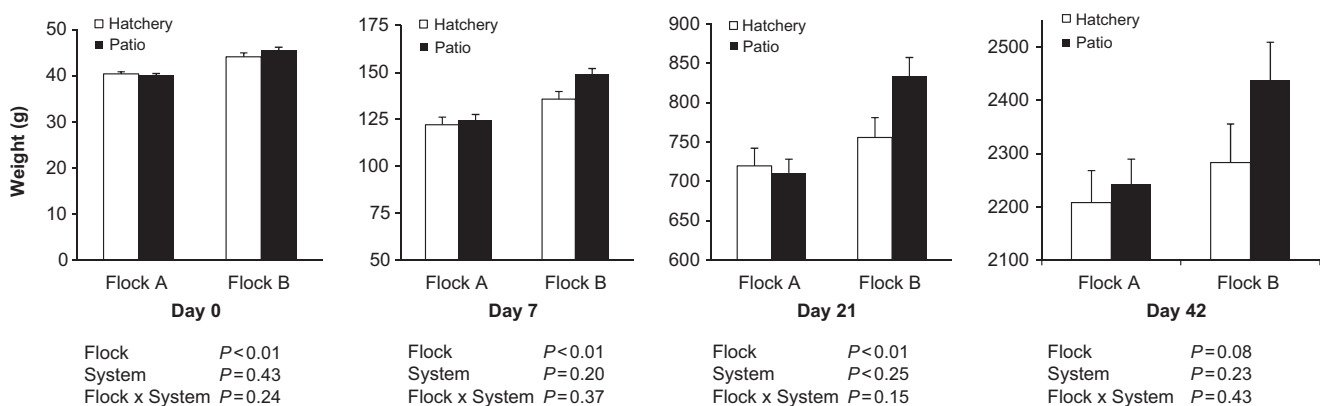 Weight (g)
Hatchery
Patio
50
40
30
20
10
0
Flock A
Flock B
Day 0
Flock P<0.01
System P=0.43
Flock x System P=0.24
Hatchery
Patio
175
150
125
100
75
50
Flock A
Flock B
Day 7
Flock P<0.01
System P=0.20
Flock x System P=0.37
Hatchery
Patio
900
850
800
750
700
650
600
Flock A
Flock B
Day 21
Flock P<0.01
System P<0.25
Flock x System P=0.15
Hatchery
Patio
2500
2400
2300
2200
2100
Flock A
Flock B
Day 42
Flock P=0.08
System P=0.23
Flock x System P=0.43